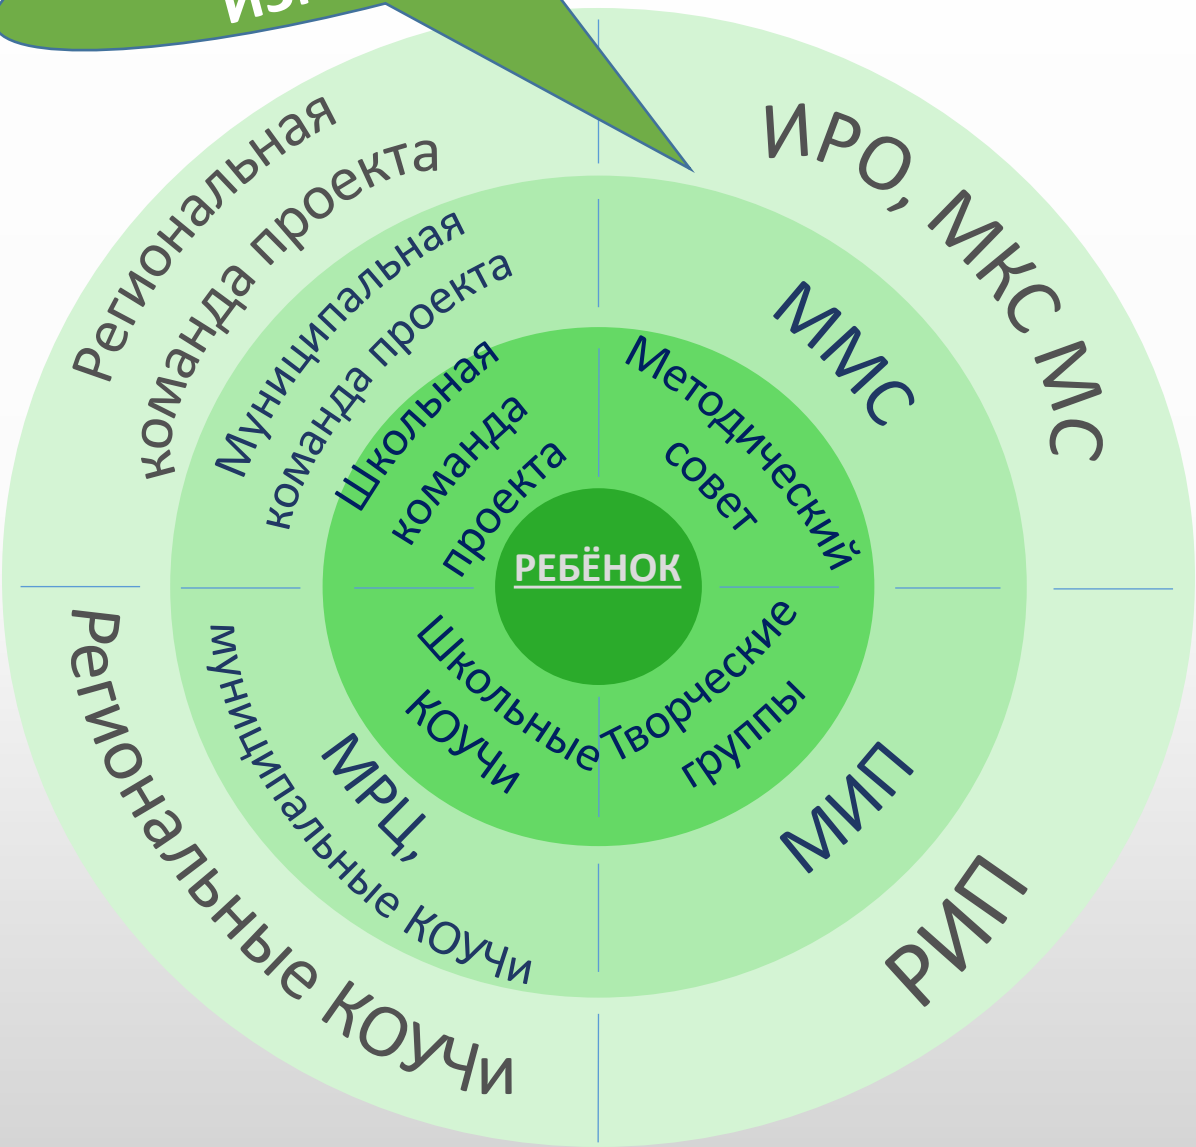 Региональная
команда проекта
ИРО, МКС МС
Муниципальная
команда проекта
ММС
Школьная
команда
проекта
Методический
совет
РЕБЁНОК
Школьные
КОУЧи
Творческие
группы
МРЦ,
муниципальные КОУЧи
МИП
Региональные КОУЧи
РИП